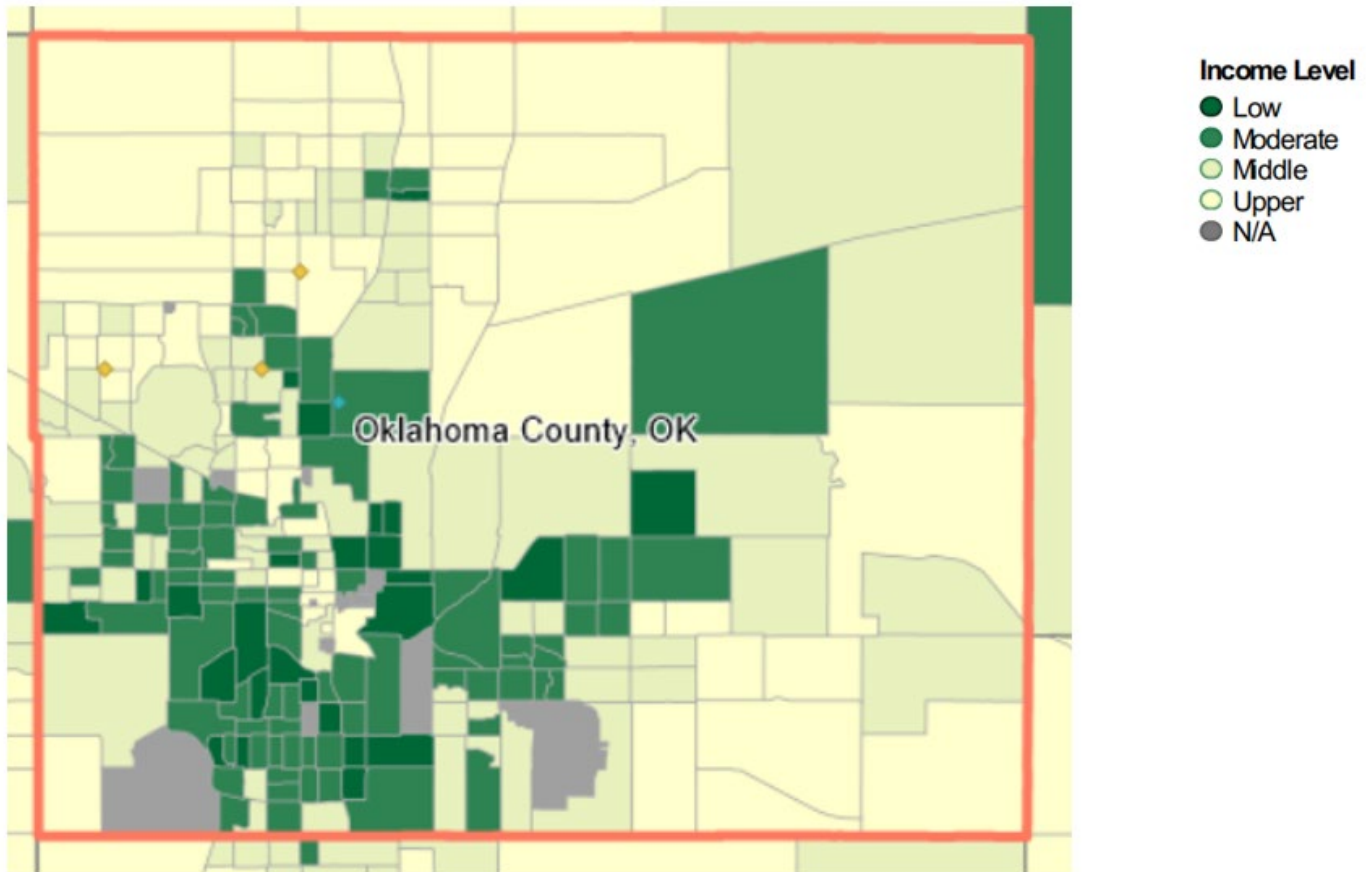 Income Level
Low
Moderate
Middle
Upper
N/A
Oklahoma County, OK